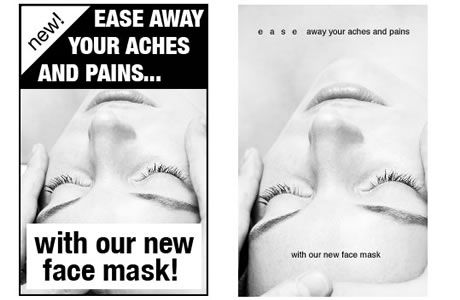 new!
EASE AWAY
YOUR ACHES
AND PAINS...
with our new
face mask!
e a s e away your aches and pains
with our new face mask